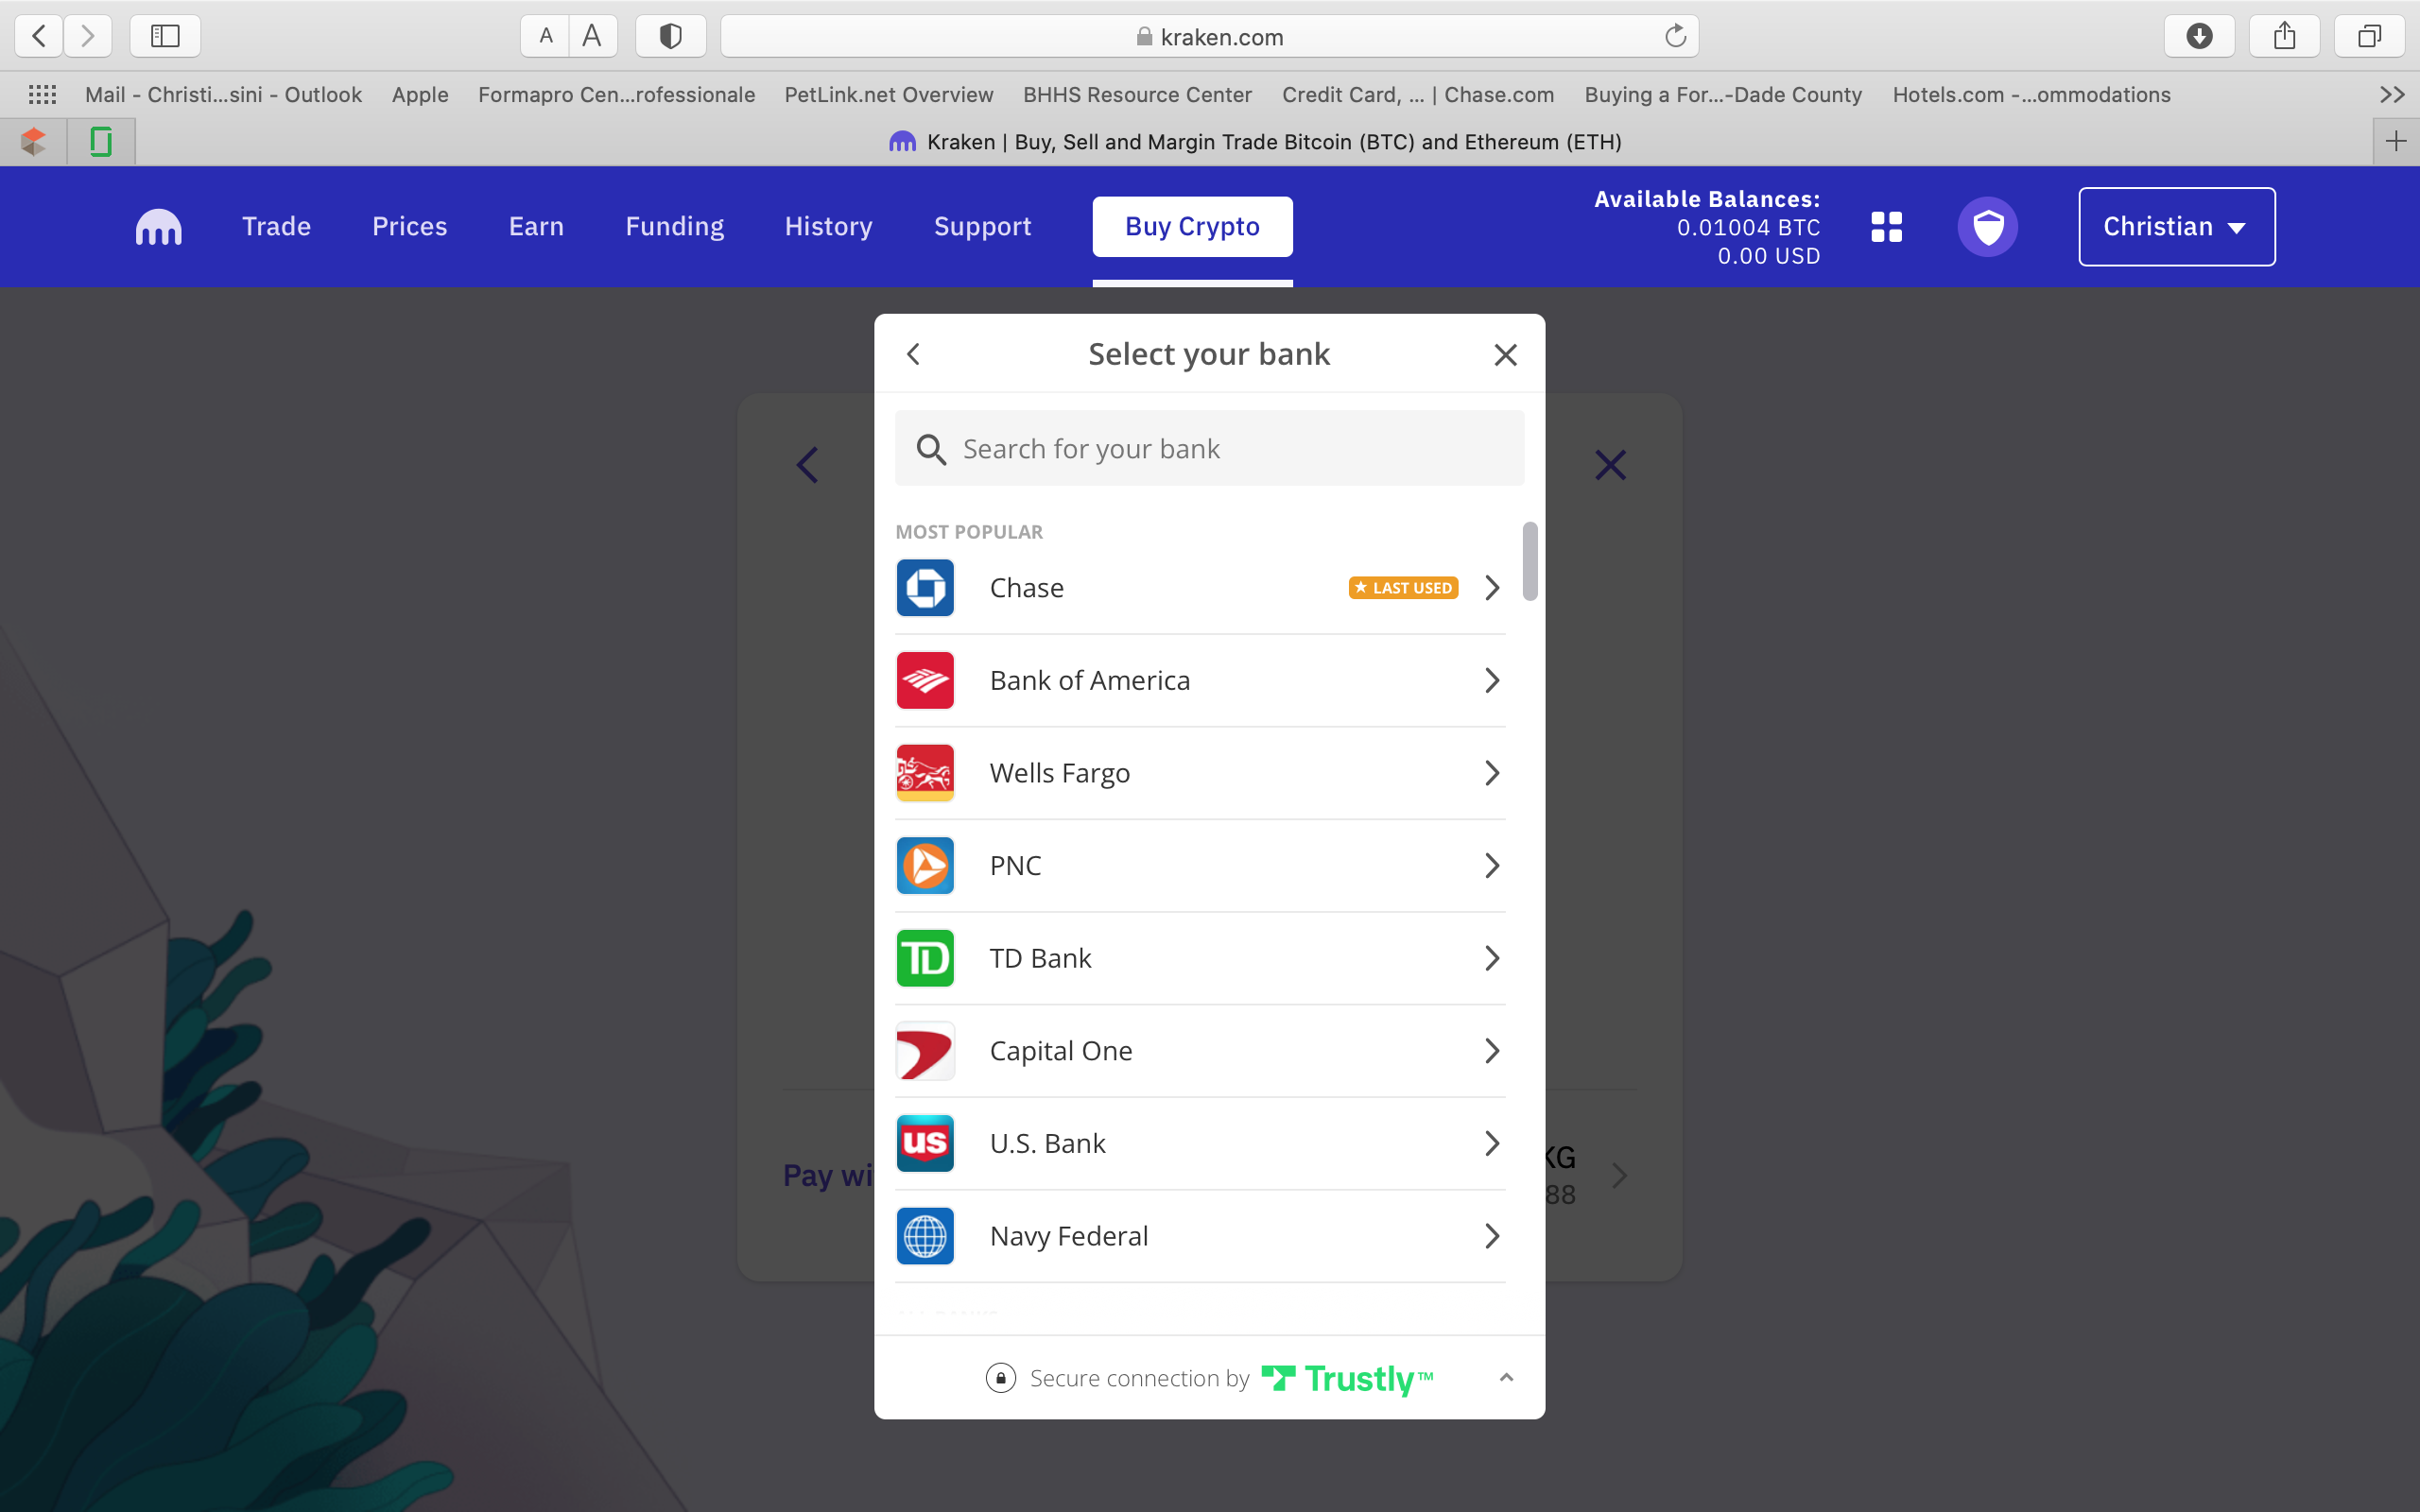 A A
kraken.com
Mail - Christi...sini - Outlook Apple Formapro Cen...rofessionale PetLink.net Overview BHHS Resource Center Credit Card, ... | Chase.com Buying a For...-Dade County Hotels.com -...ommodations
Kraken | Buy, Sell and Margin Trade Bitcoin (BTC) and Ethereum (ETH)
Trade Prices Earn Funding History Support Buy Crypto
Available Balances:
0.01004 BTC
0.00 USD
Christian
Select your bank
Search for your bank
MOST POPULAR
Chase ★ LAST USED
Bank of America
Wells Fargo
PNC
TD TD Bank
Capital One
us U.S. Bank
Navy Federal
Pay wi
KG
88
Secure connection by Trustly™